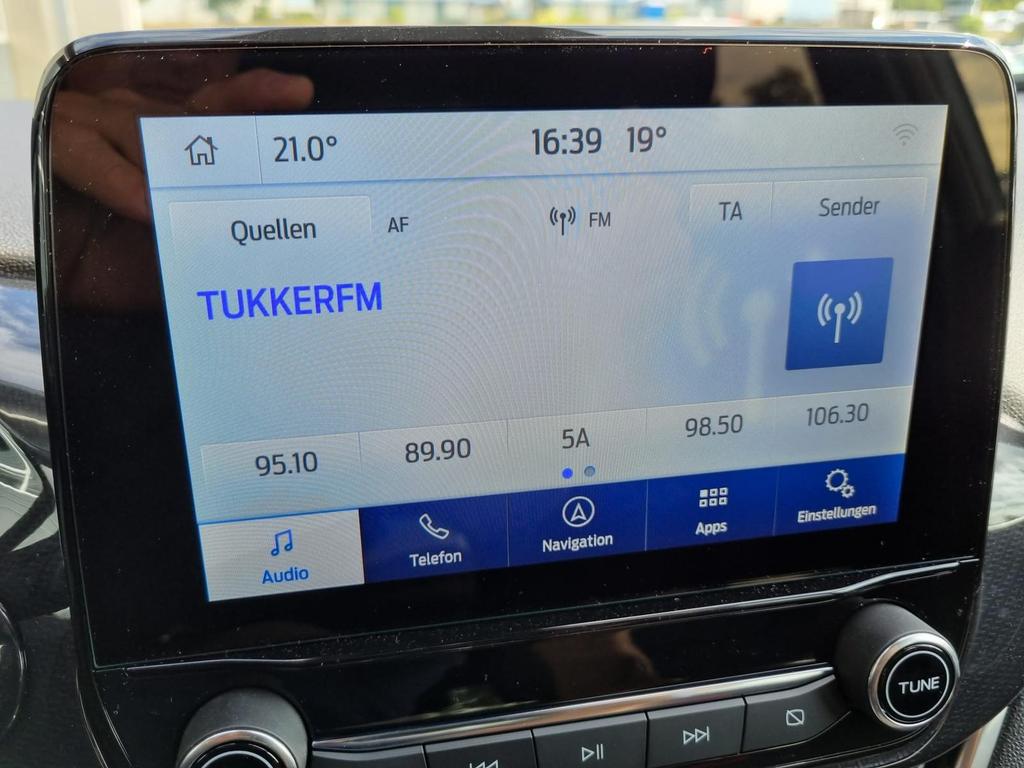 21.0° 16:39 19°
Quellen AF FM TA Sender
TUKKERFM
95.10 89.90 5A 98.50 106.30
Audio Telefon Navigation Apps Einstellungen
TUNE